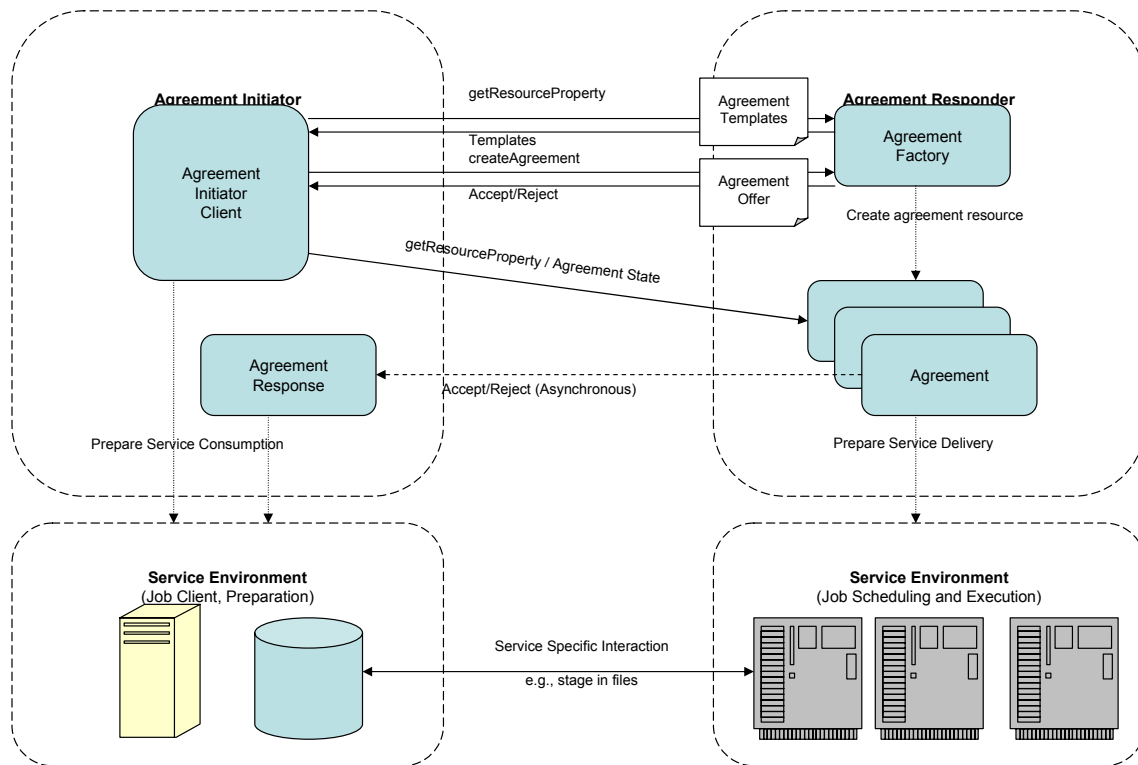 Agreement Initiator
Agreement Responder
getResourceProperty
Agreement
Templates
Templates
createAgreement
Agreement
Factory
Agreement
Initiator
Client
Accept/Reject
Agreement
Offer
Create agreement resource
getResourceProperty / Agreement State
Agreement
Response
Accept/Reject (Asynchronous)
Agreement
Prepare Service Consumption
Prepare Service Delivery
Service Environment
(Job Client, Preparation)
Service Environment
(Job Scheduling and Execution)
Service Specific Interaction
e.g., stage in files